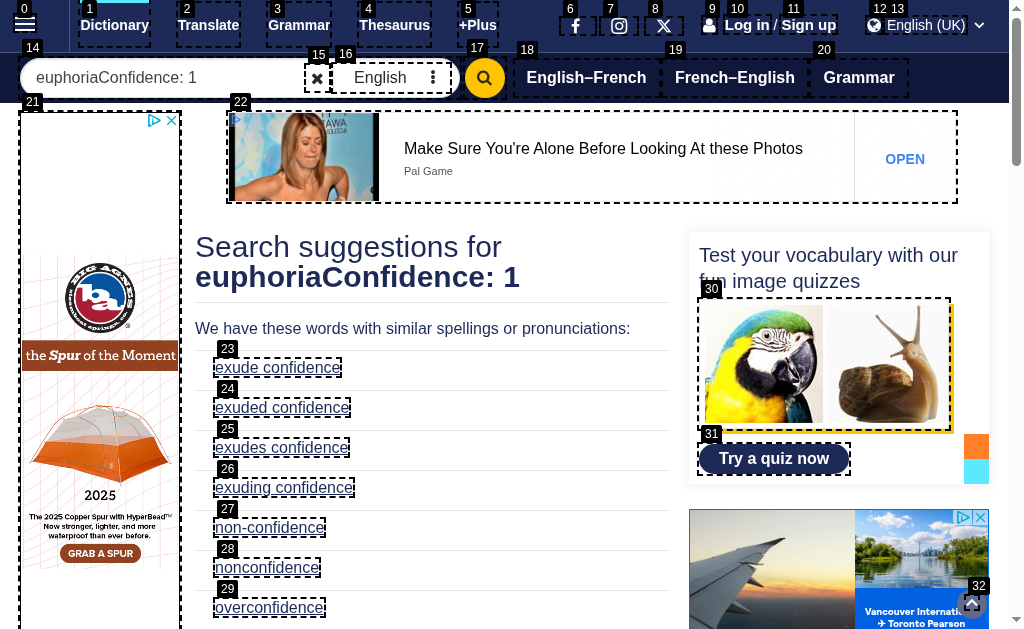 0 1 2 3 4 5 6 7 8 9 10 11 12 13
Dictionary Translate Grammar Thesaurus +Plus Log in / Sign up English (UK)
14 15 16 17 18 19 20
euphoriaConfidence: 1 English English–French French–English Grammar
21 22
Make Sure You're Alone Before Looking At these Photos
Pal Game
OPEN
BIG AGNES
ba
steamboat springs, co.
the Spur of the Moment
2025
The 2025 Copper Spur with HyperBead™
Now stronger, lighter, and more
waterproof than ever before.
GRAB A SPUR
Search suggestions for
euphoriaConfidence: 1
We have these words with similar spellings or pronunciations:
23
exude confidence
24
exuded confidence
25
exudes confidence
26
exuding confidence
27
non-confidence
28
nonconfidence
29
overconfidence
Test your vocabulary with our
fun image quizzes
30
31
Try a quiz now
32
Vancouver Internati
✈ Toronto Pearson